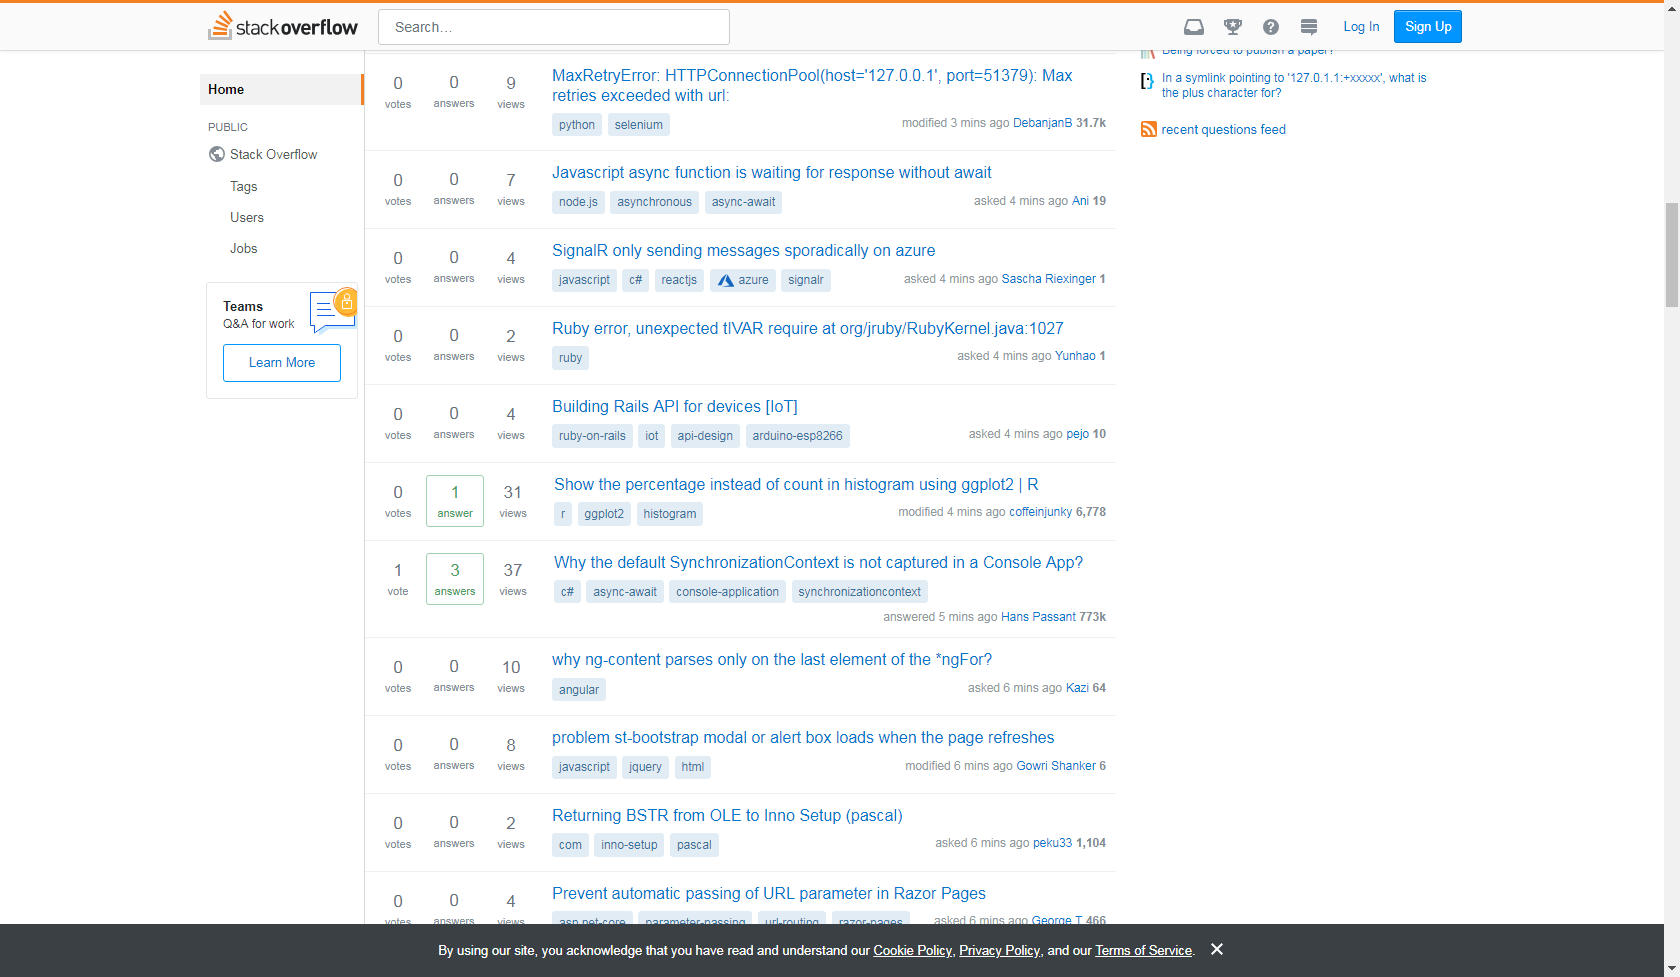 stackoverflow
Search…
Log In
Sign Up
Home
PUBLIC
Stack Overflow
Tags
Users
Jobs
Teams
Q&A for work
Learn More
0 votes
0 answers
9 views
MaxRetryError: HTTPConnectionPool(host='127.0.0.1', port=51379): Max
retries exceeded with url:
python selenium
modified 3 mins ago DebanjanB 31.7k
0 votes
0 answers
7 views
Javascript async function is waiting for response without await
node.js asynchronous async-await
asked 4 mins ago Ani 19
0 votes
0 answers
4 views
SignalR only sending messages sporadically on azure
javascript c# reactjs azure signalr
asked 4 mins ago Sascha Riexinger 1
0 votes
0 answers
2 views
Ruby error, unexpected tIVAR require at org/jruby/RubyKernel.java:1027
ruby
asked 4 mins ago Yunhao 1
0 votes
0 answers
4 views
Building Rails API for devices [IoT]
ruby-on-rails iot api-design arduino-esp8266
asked 4 mins ago pejo 10
0 votes
1 answer
31 views
Show the percentage instead of count in histogram using ggplot2 | R
r ggplot2 histogram
modified 4 mins ago coffeinjunky 6,778
1 vote
3 answers
37 views
Why the default SynchronizationContext is not captured in a Console App?
c# async-await console-application synchronizationcontext
answered 5 mins ago Hans Passant 773k
0 votes
0 answers
10 views
why ng-content parses only on the last element of the *ngFor?
angular
asked 6 mins ago Kazi 64
0 votes
0 answers
8 views
problem st-bootstrap modal or alert box loads when the page refreshes
javascript jquery html
modified 6 mins ago Gowri Shanker 6
0 votes
0 answers
2 views
Returning BSTR from OLE to Inno Setup (pascal)
com inno-setup pascal
asked 6 mins ago peku33 1,104
0 votes
0 answers
4 views
Prevent automatic passing of URL parameter in Razor Pages
asp.net-core parameter-passing url-routing razor-pages
asked 6 mins ago George T 466
Being forced to publish a paper?
In a symlink pointing to '127.0.1.1:+xxxxx', what is
the plus character for?
recent questions feed
By using our site, you acknowledge that you have read and understand our Cookie Policy, Privacy Policy, and our Terms of Service.